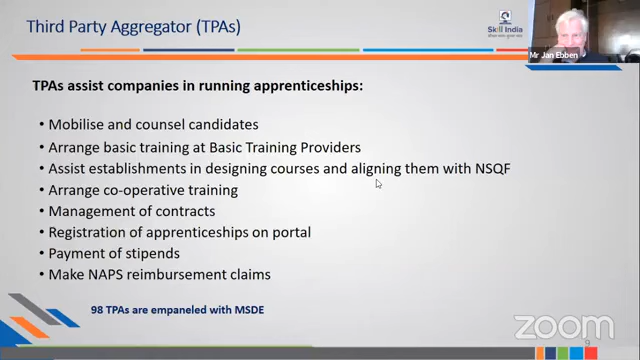 Third Party Aggregator (TPAs)
Skill India
Mr Jan Ebben
TPAs assist companies in running apprenticeships:
• Mobilise and counsel candidates
• Arrange basic training at Basic Training Providers
• Assist establishments in designing courses and aligning them with NSQF
• Arrange co-operative training
• Management of contracts
• Registration of apprenticeships on portal
• Payment of stipends
• Make NAPS reimbursement claims
98 TPAs are empaneled with MSDE
9
zoom